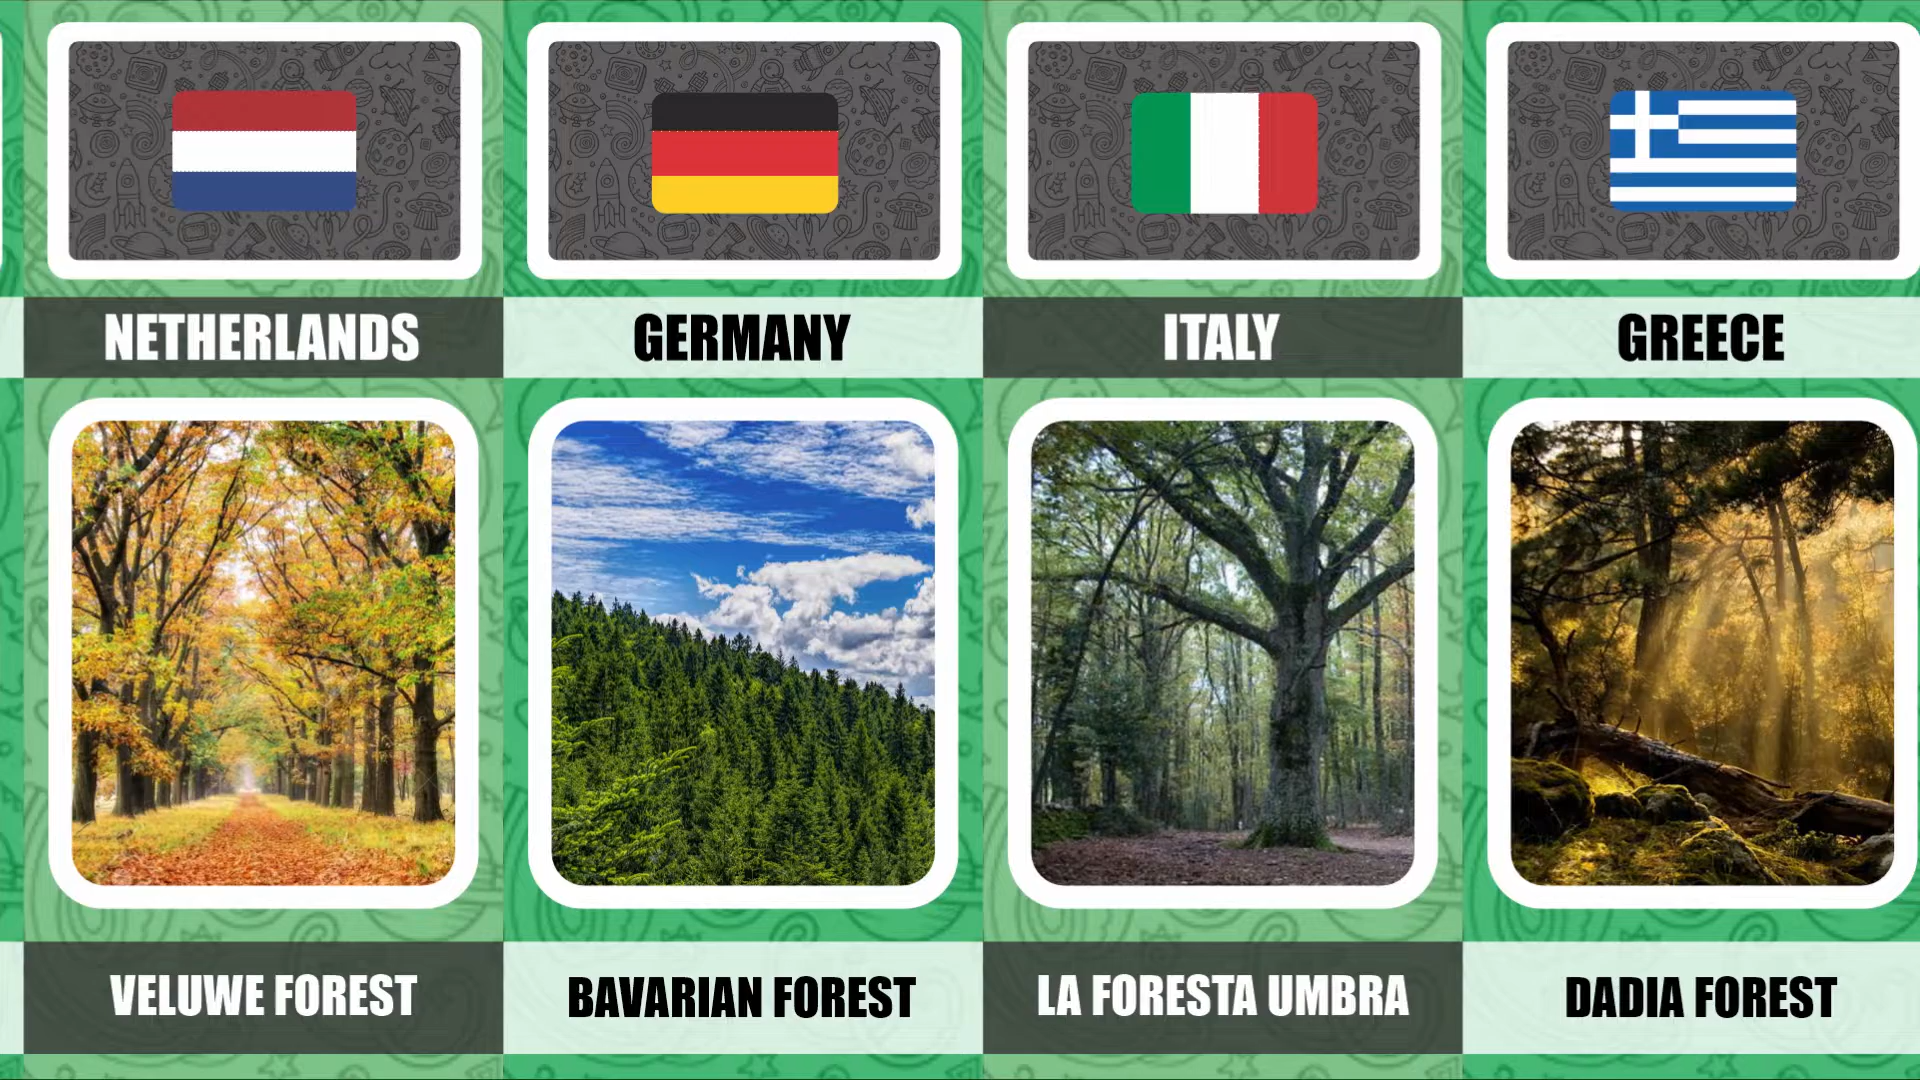 NETHERLANDS
GERMANY
ITALY
GREECE
VELUWE FOREST
BAVARIAN FOREST
LA FORESTA UMBRA
DADIA FOREST